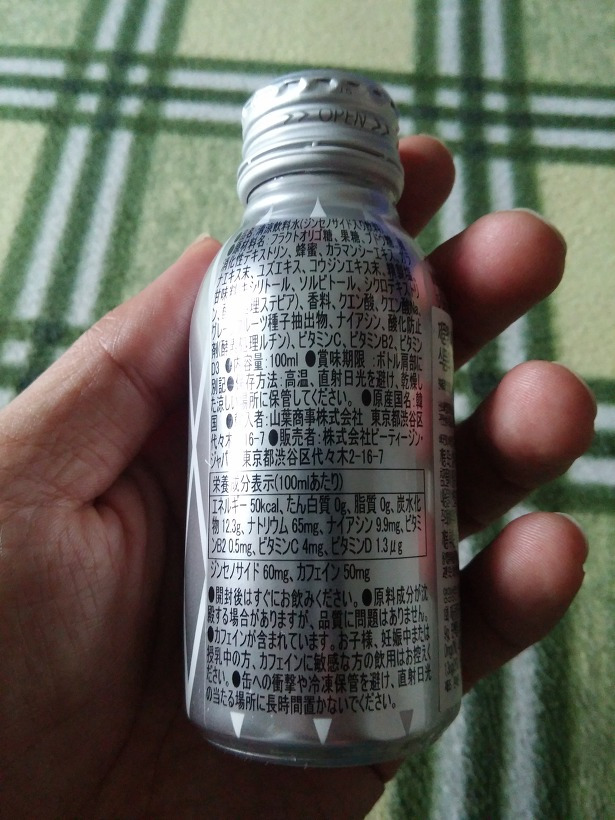 >> OPEN >>
清涼飲料水(ジンセノサイド入り飲料)
フラクトオリゴ糖、果糖、ブドウ糖
デキストリン、蜂蜜、カラマンシーエキス
エキス末、ユズエキス、コウジンエキス末、
甘味料 キシリトール、ソルビトール、シクロデキストリ
ン、 理ステビア)、香料、クエン酸、クエン酸Na、
グレープフルーツ種子抽出物、ナイアシン、酸化防止
剤(酵素処理ルチン)、ビタミンC、ビタミンB2、ビタミン
D3 ●内容量:100ml ●賞味期限:ボトル肩部に
別記●保存方法:高温、直射日光を避け、乾燥し
た涼しい場所に保管してください。●原産国名:韓
国 ●輸入者:山葉商事株式会社 東京都渋谷区
代々木2-16-7 ●販売者:株式会社ビーティージン・
ジャパン 東京都渋谷区代々木2-16-7
栄養成分表示(100mlあたり)
エネルギー 50kcal、たん白質 0g、脂質 0g、炭水化
物 12.3g、ナトリウム 65mg、ナイアシン 9.9mg、ビタミ
ンB2 0.5mg、ビタミンC 4mg、ビタミンD 1.3μg
ジンセノサイド 60mg、カフェイン 50mg
●開封後はすぐにお飲みください。●原料成分が沈
殿する場合がありますが、品質に問題はありません。
●カフェインが含まれています。お子様、妊娠中または
授乳中の方、カフェインに敏感な方の飲用はお控えく
ださい。●缶への衝撃や冷凍保管を避け、直射日光
の当たる場所に長時間置かないでください。